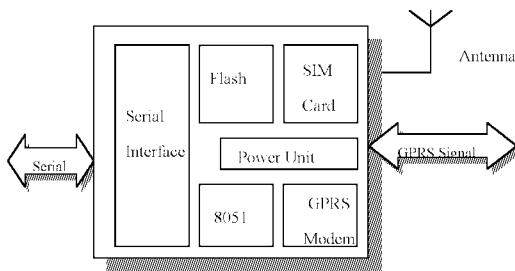 Antenna
Flash
SIM
Card
Serial
Interface
Serial
Power Unit
GPRS Signal
8051
GPRS
Modem